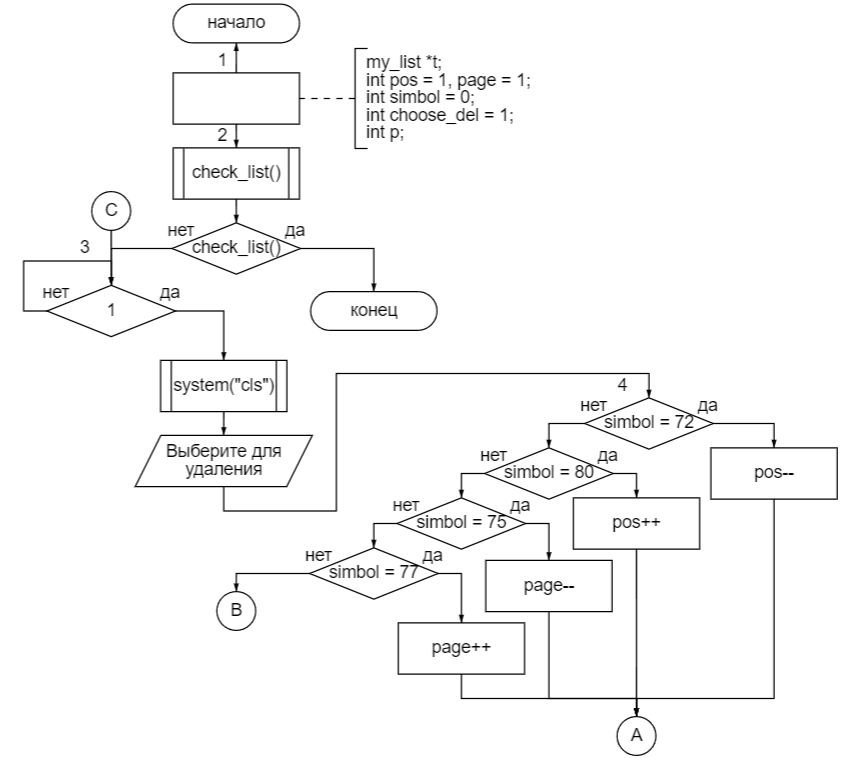 начало
1
my_list *t;
int pos = 1, page = 1;
int simbol = 0;
int choose_del = 1;
int p;
2
check_list()
C
нет
да
check_list()
3
конец
нет
да
1
system("cls")
Выберите для
удаления
4
нет
да
simbol = 72
pos--
нет
да
simbol = 80
pos++
нет
да
simbol = 75
page--
нет
да
simbol = 77
B
page++
A